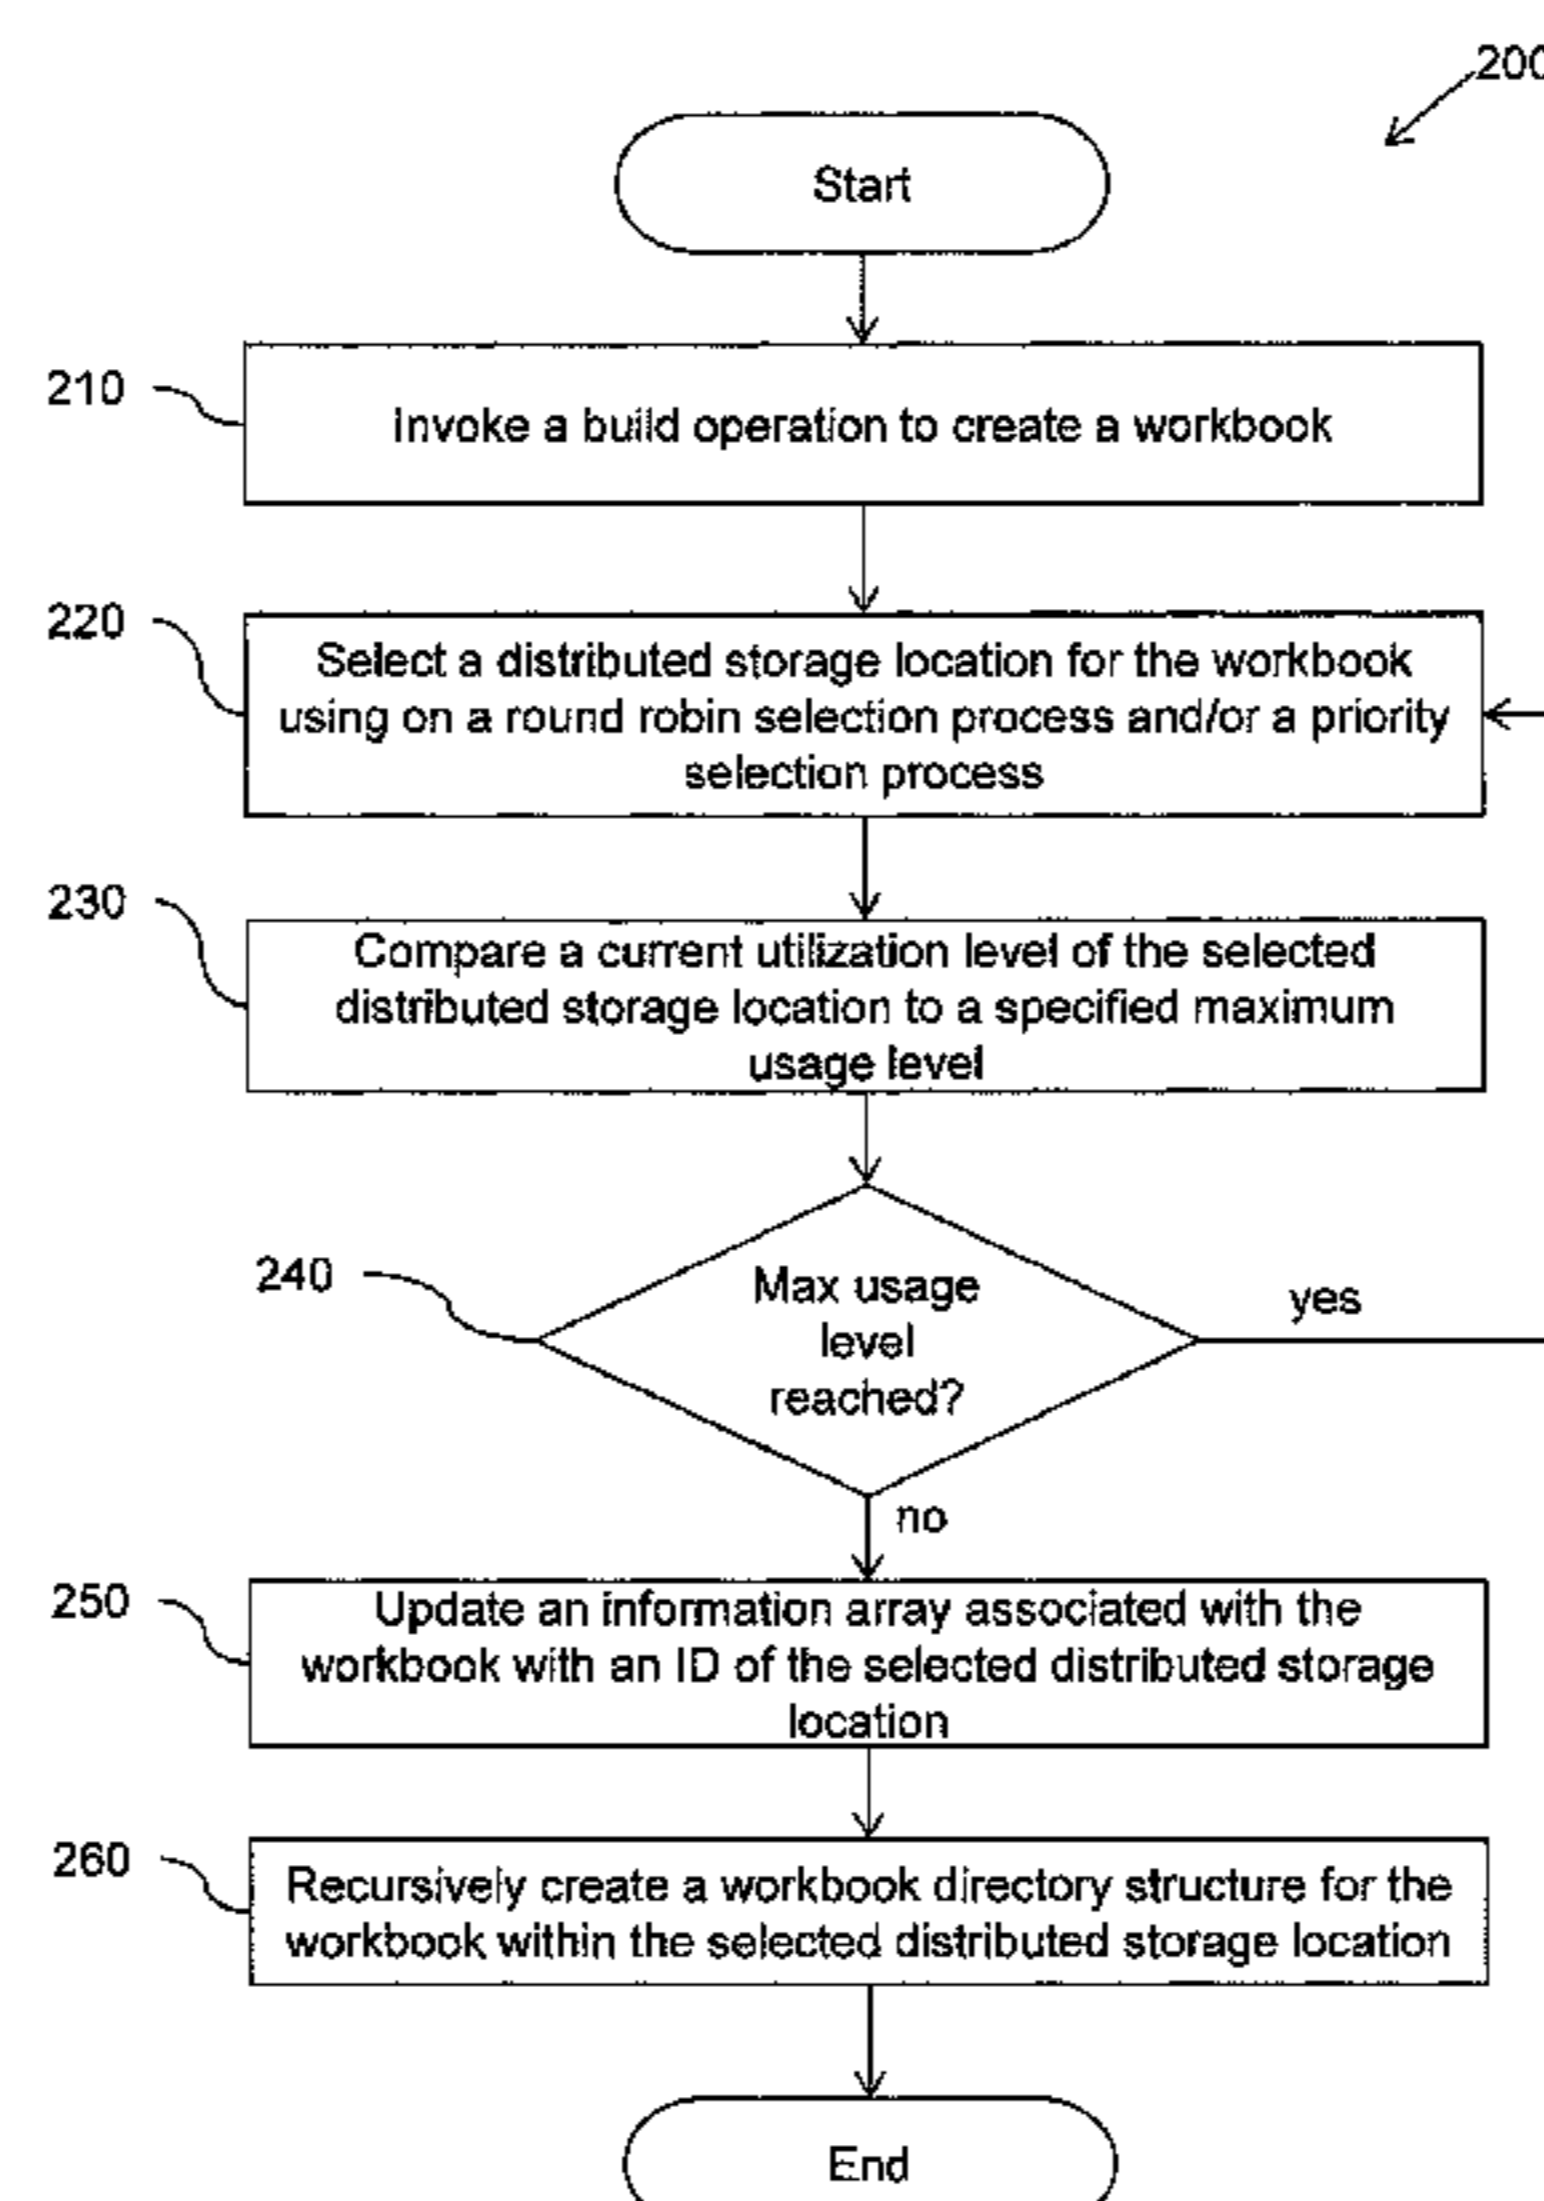 200
Start
210
Invoke a build operation to create a workbook
220
Select a distributed storage location for the workbook
using on a round robin selection process and/or a priority
selection process
230
Compare a current utilization level of the selected
distributed storage location to a specified maximum
usage level
240
Max usage
level
reached?
yes
no
250
Update an information array associated with the
workbook with an ID of the selected distributed storage
location
260
Recursively create a workbook directory structure for the
workbook within the selected distributed storage location
End